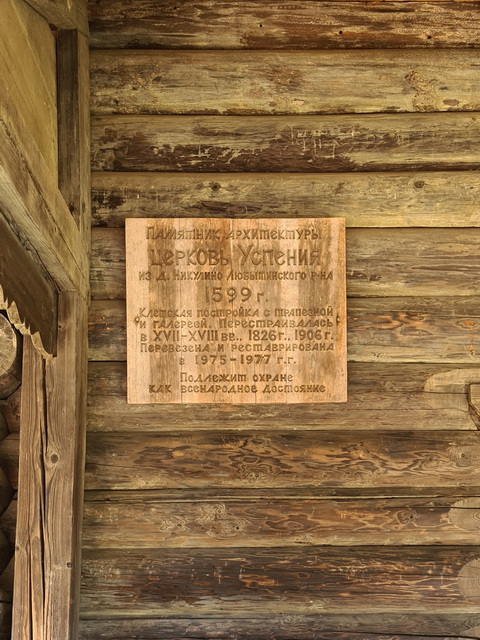 Памятник архитектуры
Церковь Успения
из д. Никулино Любытинского р-на
1599 г.
Клетская постройка с трапезной
и галереей. Перестраивалась
в XVII-XVIII вв., 1826 г., 1906 г.
Перевезена и реставрирована
в 1975-1977 г.г.
Подлежит охране
как всенародное достояние